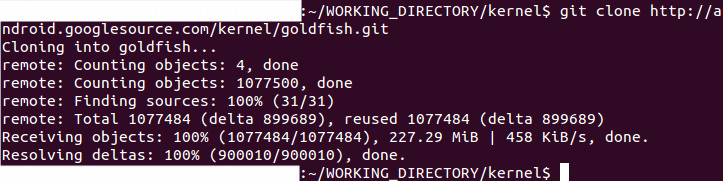 :~/WORKING_DIRECTORY/kernel$ git clone http://a
ndroid.googlesource.com/kernel/goldfish.git
Cloning into goldfish...
remote: Counting objects: 4, done
remote: Counting objects: 1077500, done
remote: Finding sources: 100% (31/31)
remote: Total 1077484 (delta 899689), reused 1077484 (delta 899689)
Receiving objects: 100% (1077484/1077484), 227.29 MiB | 458 KiB/s, done.
Resolving deltas: 100% (900010/900010), done.
:~/WORKING_DIRECTORY/kernel$